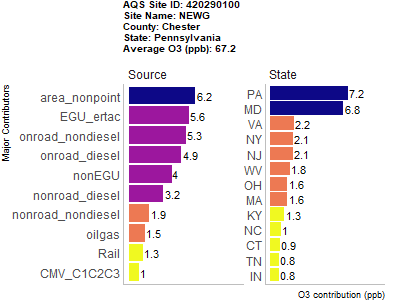 AQS Site ID: 420290100
Site Name: NEWG
County: Chester
State: Pennsylvania
Average O3 (ppb): 67.2
Major Contributors
Source
area_nonpoint 6.2
EGU_ertac 5.6
onroad_nondiesel 5.3
onroad_diesel 4.9
nonEGU 4
nonroad_diesel 3.2
nonroad_nondiesel 1.9
oilgas 1.5
Rail 1.3
CMV_C1C2C3 1
State
PA 7.2
MD 6.8
VA 2.2
NY 2.1
NJ 2.1
WV 1.8
OH 1.6
MA 1.6
KY 1.3
NC 1
CT 0.9
TN 0.8
IN 0.8
O3 contribution (ppb)